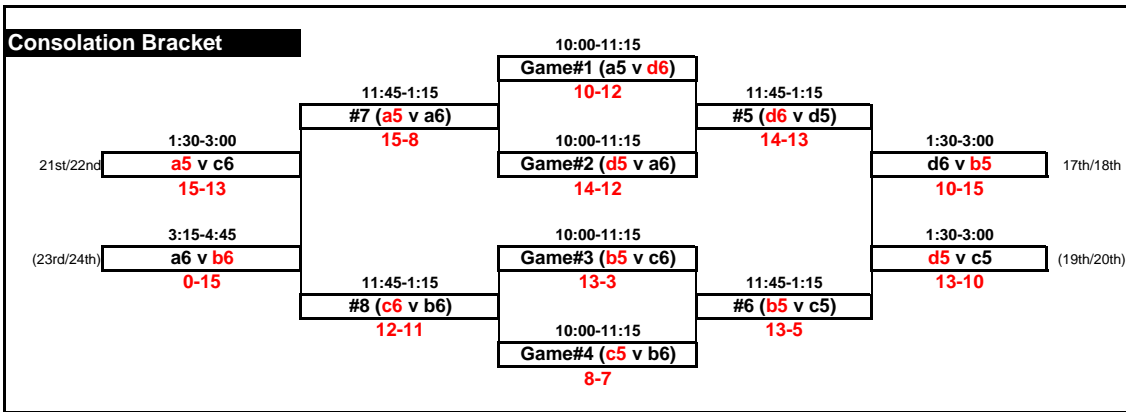 Consolation Bracket
10:00-11:15
Game#1 (a5 v d6)
10-12
11:45-1:15
#7 (a5 v a6)
15-8
11:45-1:15
#5 (d6 v d5)
14-13
10:00-11:15
Game#2 (d5 v a6)
14-12
1:30-3:00
21st/22nd a5 v c6
15-13
1:30-3:00
d6 v b5 17th/18th
10-15
3:15-4:45
(23rd/24th) a6 v b6
0-15
10:00-11:15
Game#3 (b5 v c6)
13-3
1:30-3:00
d5 v c5 (19th/20th)
13-10
11:45-1:15
#8 (c6 v b6)
12-11
11:45-1:15
#6 (b5 v c5)
13-5
10:00-11:15
Game#4 (c5 v b6)
8-7